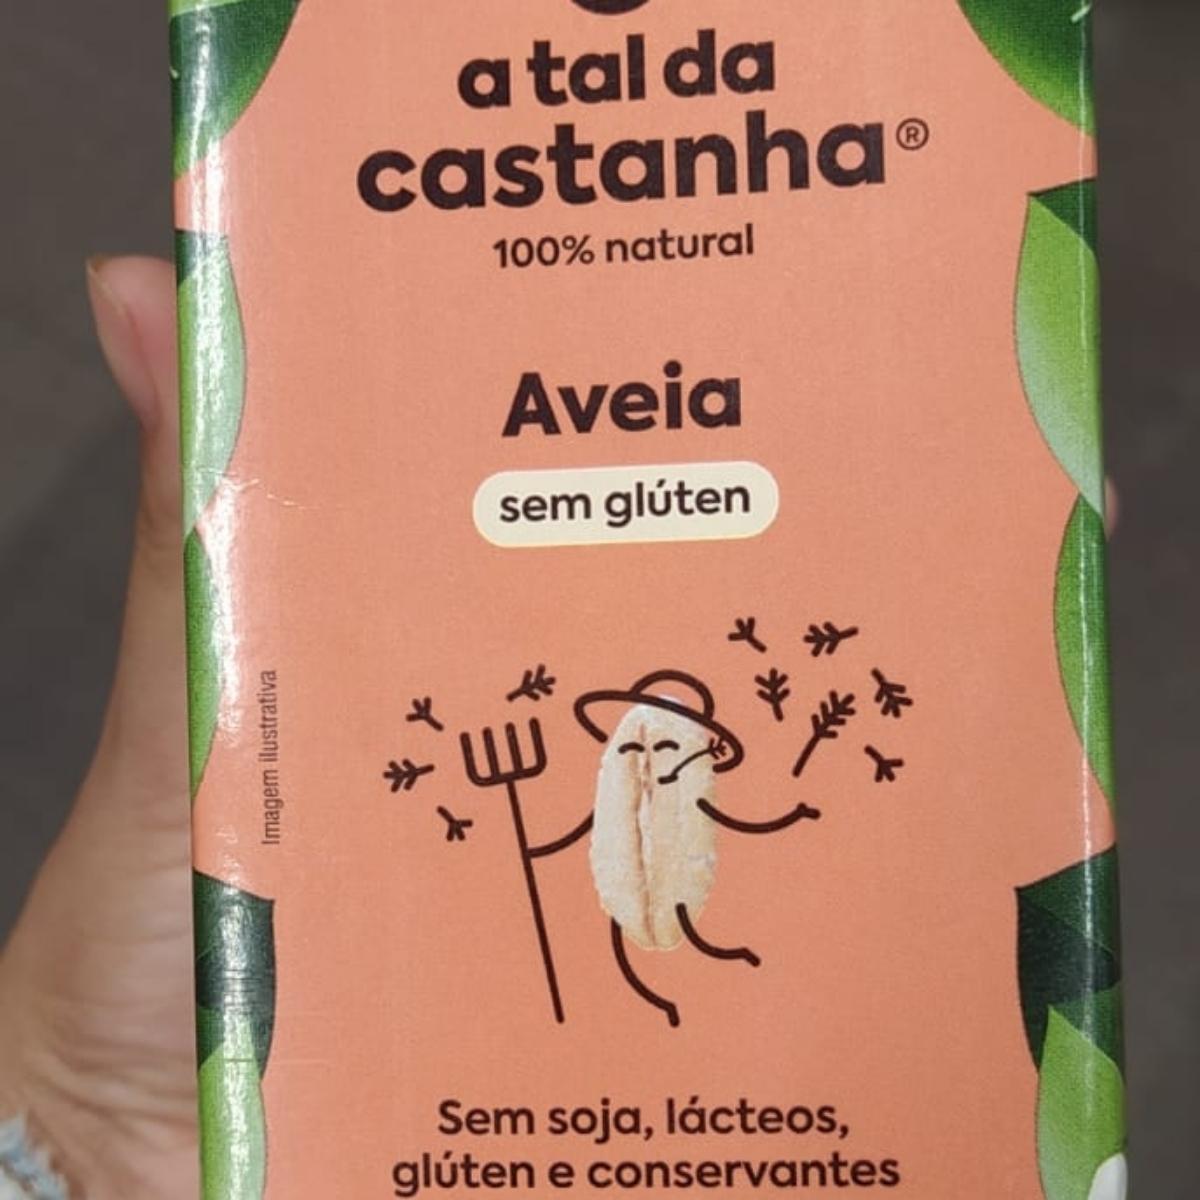 a tal da
castanha®
100% natural
Aveia
sem glúten
Imagem ilustrativa
Sem soja, lácteos,
glúten e conservantes